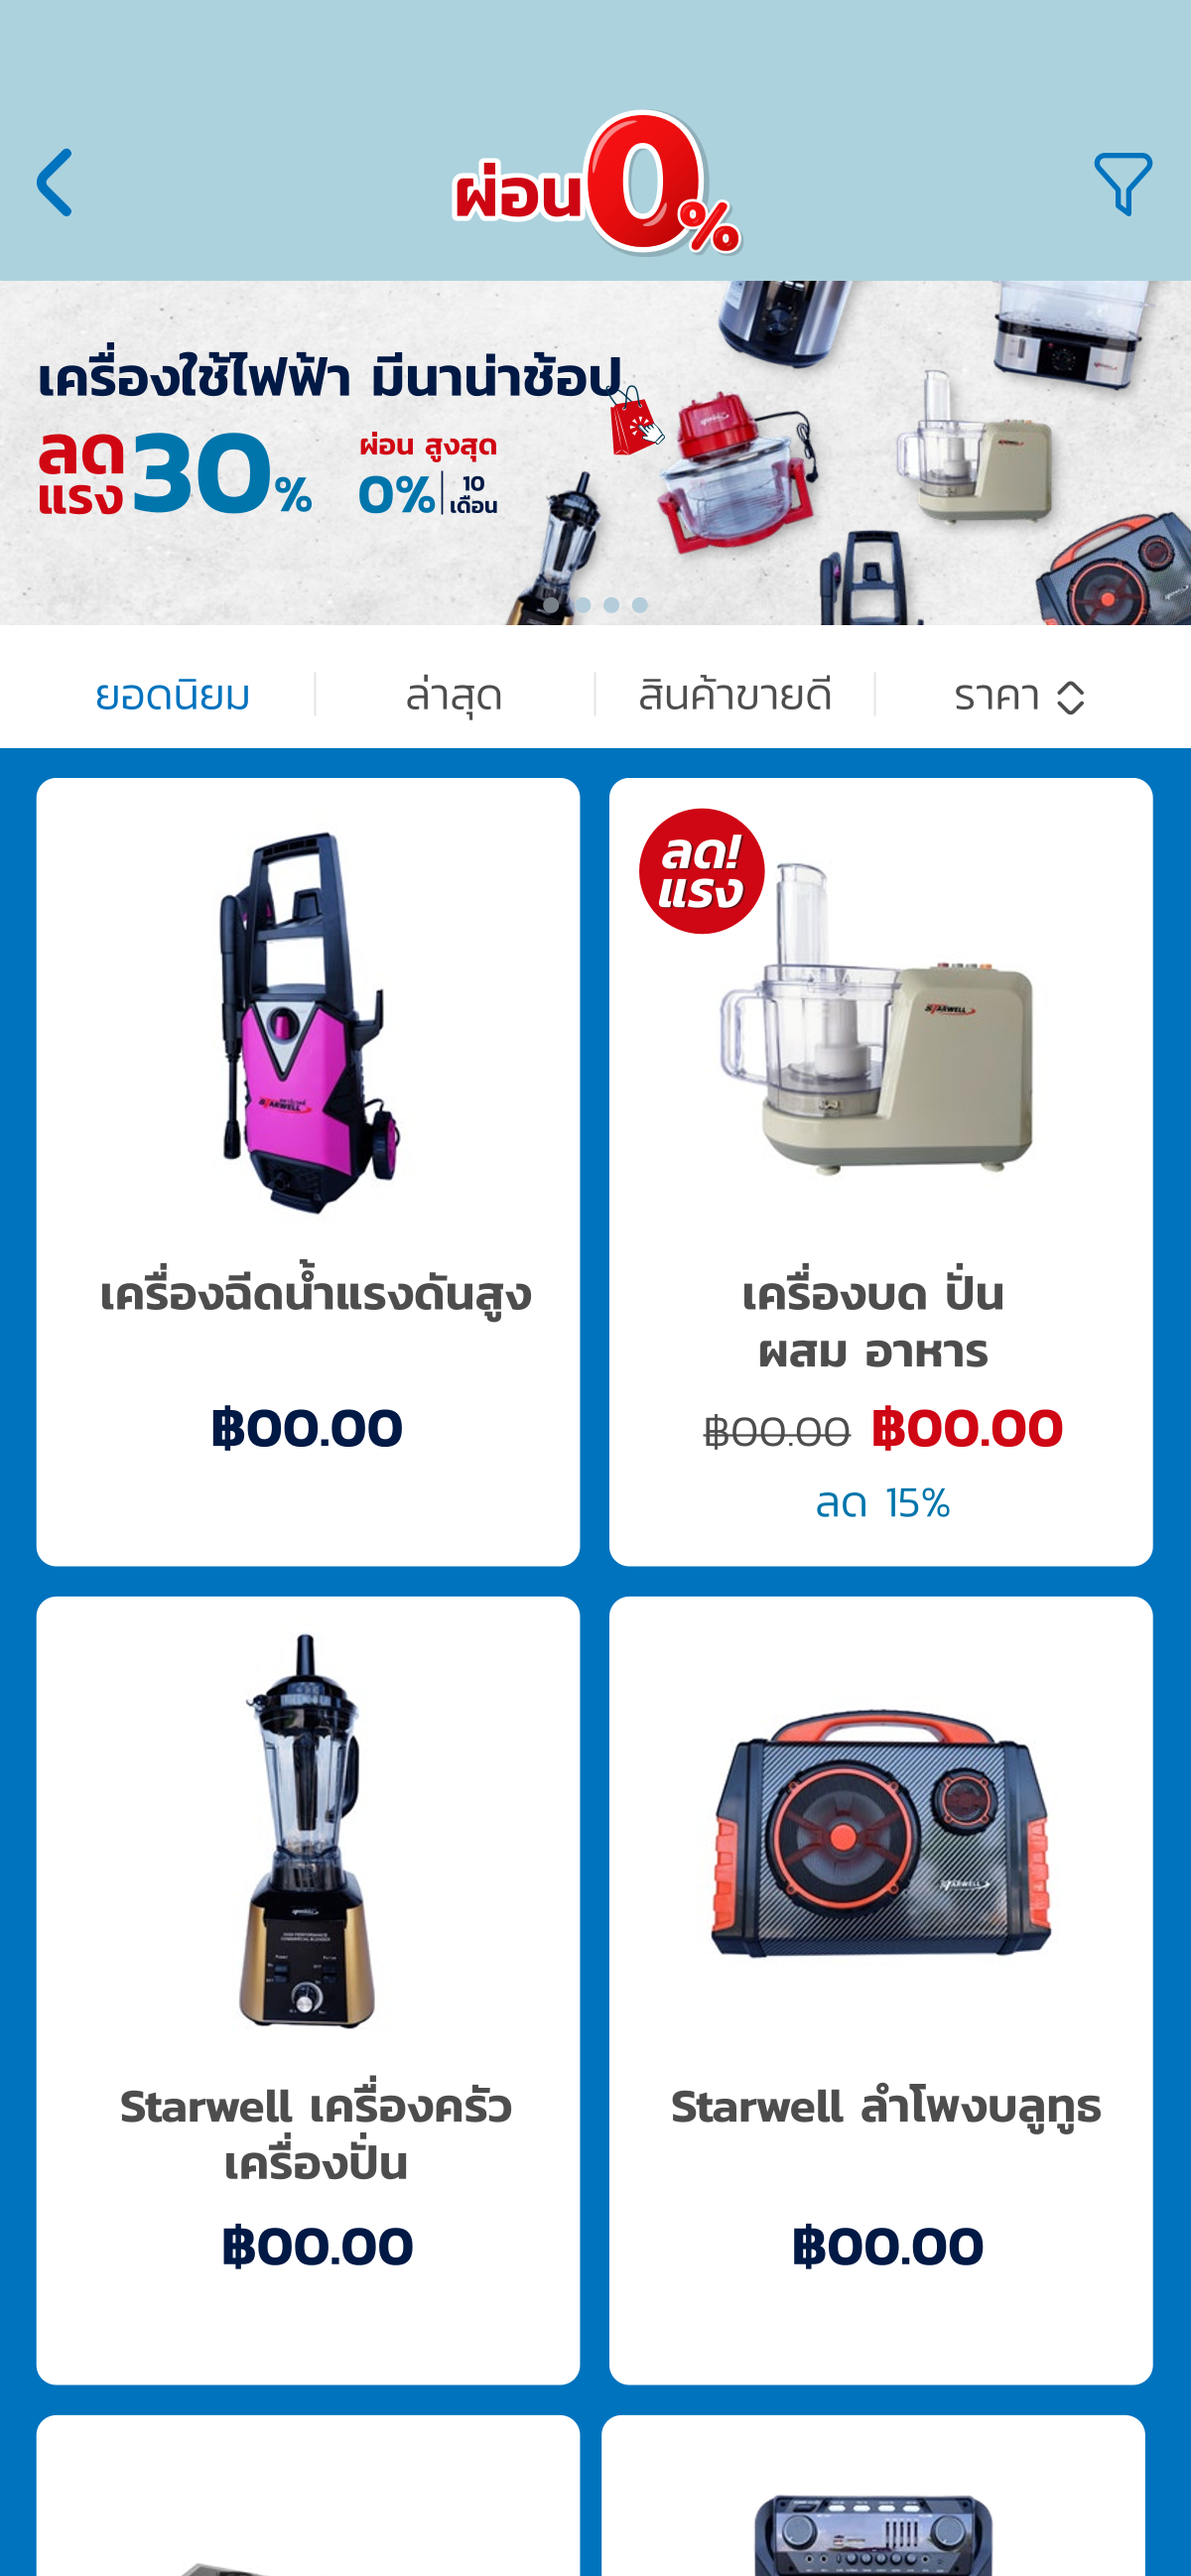 ผ่อน 0%
เครื่องใช้ไฟฟ้า มีนาน่าช้อป
ลดแรง 30%
ผ่อน สูงสุด
0% 10 เดือน
ยอดนิยม
ล่าสุด
สินค้าขายดี
ราคา
STARWELL
เครื่องฉีดน้ำแรงดันสูง
฿00.00
ลด!
แรง
STARWELL
เครื่องบด ปั่น
ผสม อาหาร
฿00.00 ฿00.00
ลด 15%
HIGH PERFORMANCE
COMMERCIAL BLENDER
Starwell เครื่องครัว
เครื่องปั่น
฿00.00
STARWELL
Starwell ลำโพงบลูทูธ
฿00.00